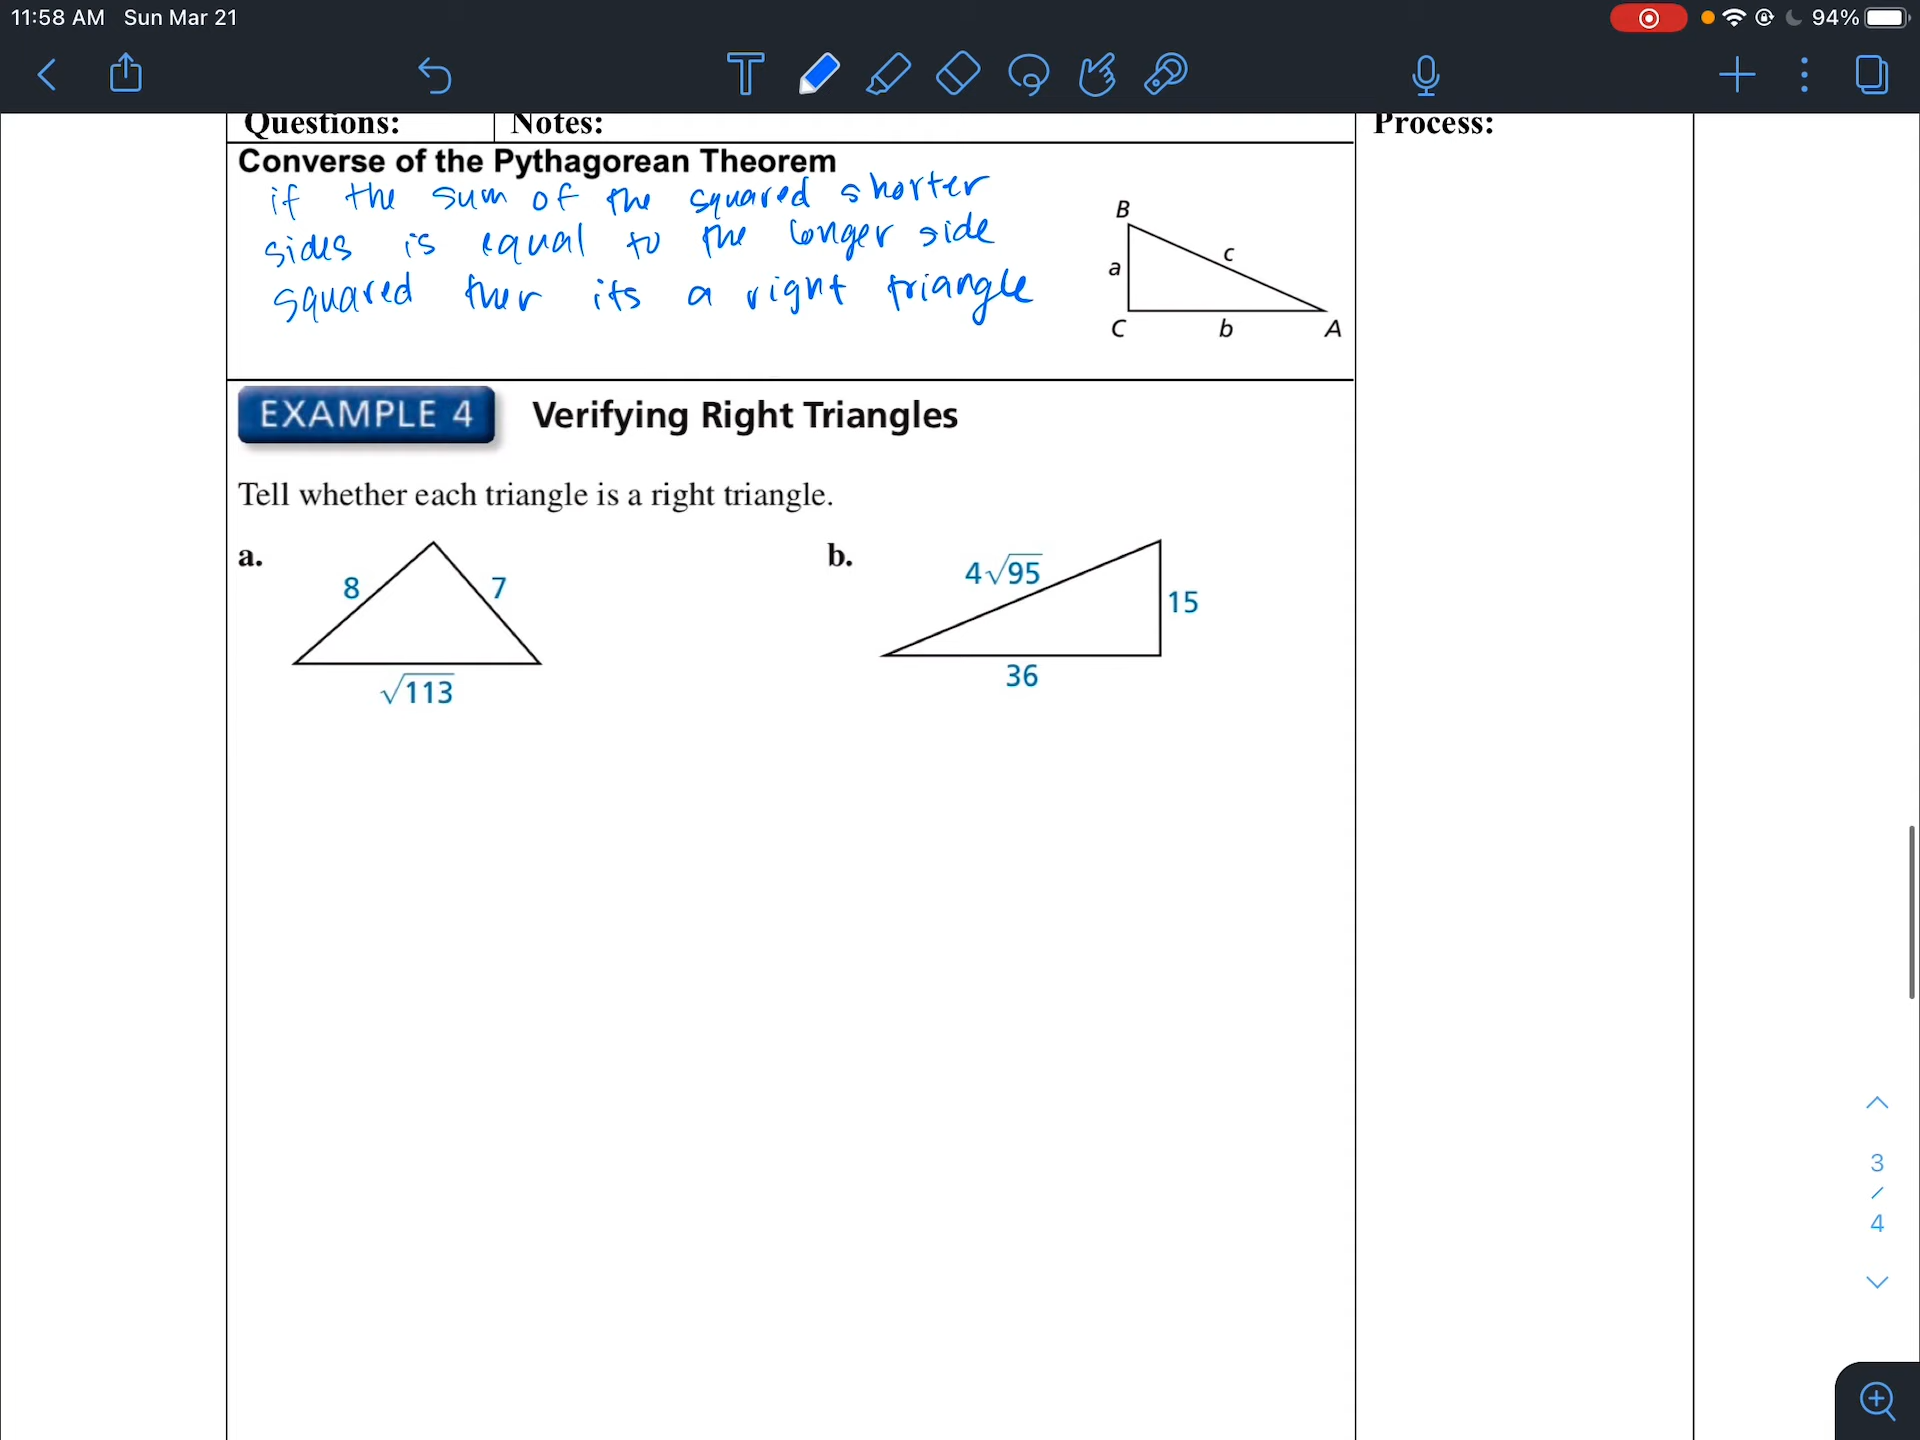 11:58 AM Sun Mar 21
94%
Questions: Notes: Process:
Converse of the Pythagorean Theorem
if the sum of the squared shorter
sides is equal to the longer side
squared then its a right triangle
B
a
c
C
b
A
EXAMPLE 4 Verifying Right Triangles
Tell whether each triangle is a right triangle.
a.
8
7
√113
b.
4√95
15
36
3
/
4